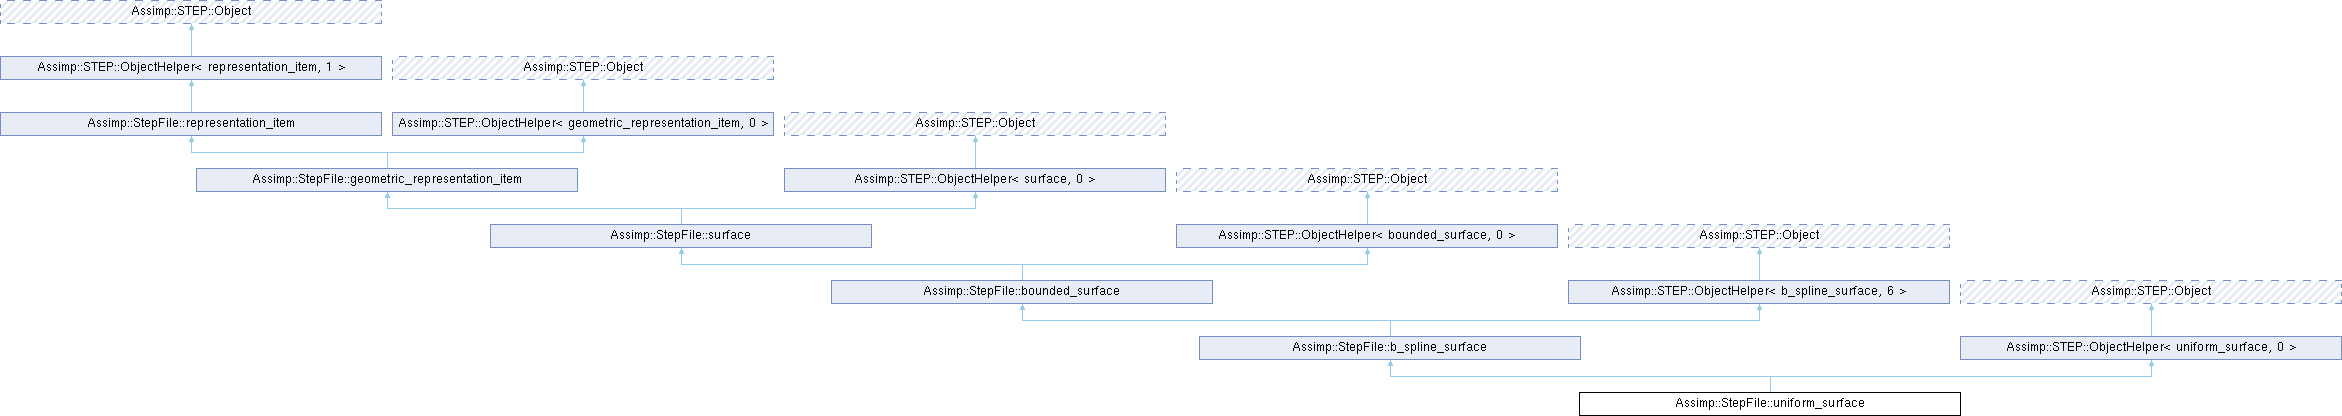 Assimp::STEP::Object
Assimp::STEP::ObjectHelper< representation_item, 1 >
Assimp::STEP::Object
Assimp::StepFile::representation_item
Assimp::STEP::ObjectHelper< geometric_representation_item, 0 >
Assimp::STEP::Object
Assimp::StepFile::geometric_representation_item
Assimp::STEP::ObjectHelper< surface, 0 >
Assimp::STEP::Object
Assimp::StepFile::surface
Assimp::STEP::ObjectHelper< bounded_surface, 0 >
Assimp::STEP::Object
Assimp::StepFile::bounded_surface
Assimp::STEP::ObjectHelper< b_spline_surface, 6 >
Assimp::STEP::Object
Assimp::StepFile::b_spline_surface
Assimp::STEP::ObjectHelper< uniform_surface, 0 >
Assimp::StepFile::uniform_surface